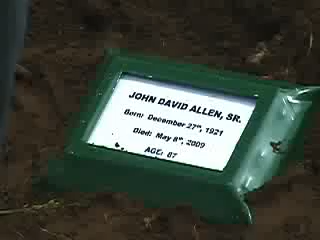 JOHN DAVID ALLEN, SR.
Born: December 27th, 1921
Died: May 8th, 2009
AGE: 87